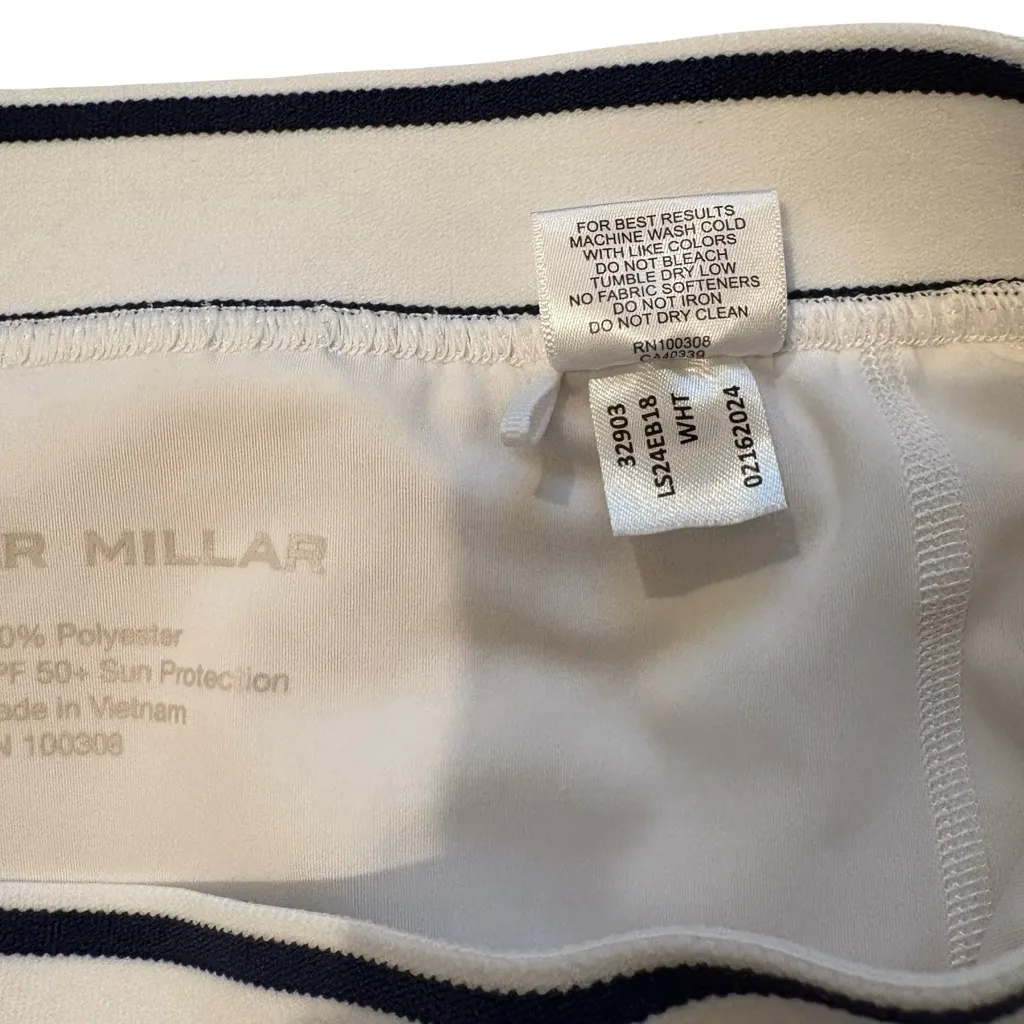 FOR BEST RESULTS
MACHINE WASH COLD
WITH LIKE COLORS
DO NOT BLEACH
TUMBLE DRY LOW
NO FABRIC SOFTENERS
DO NOT IRON
DO NOT DRY CLEAN
RN100308
CA40339
32903
LS24EB18
WHT
02162024
R MILLAR
0% Polyester
PF 50+ Sun Protection
ade in Vietnam
N 100308